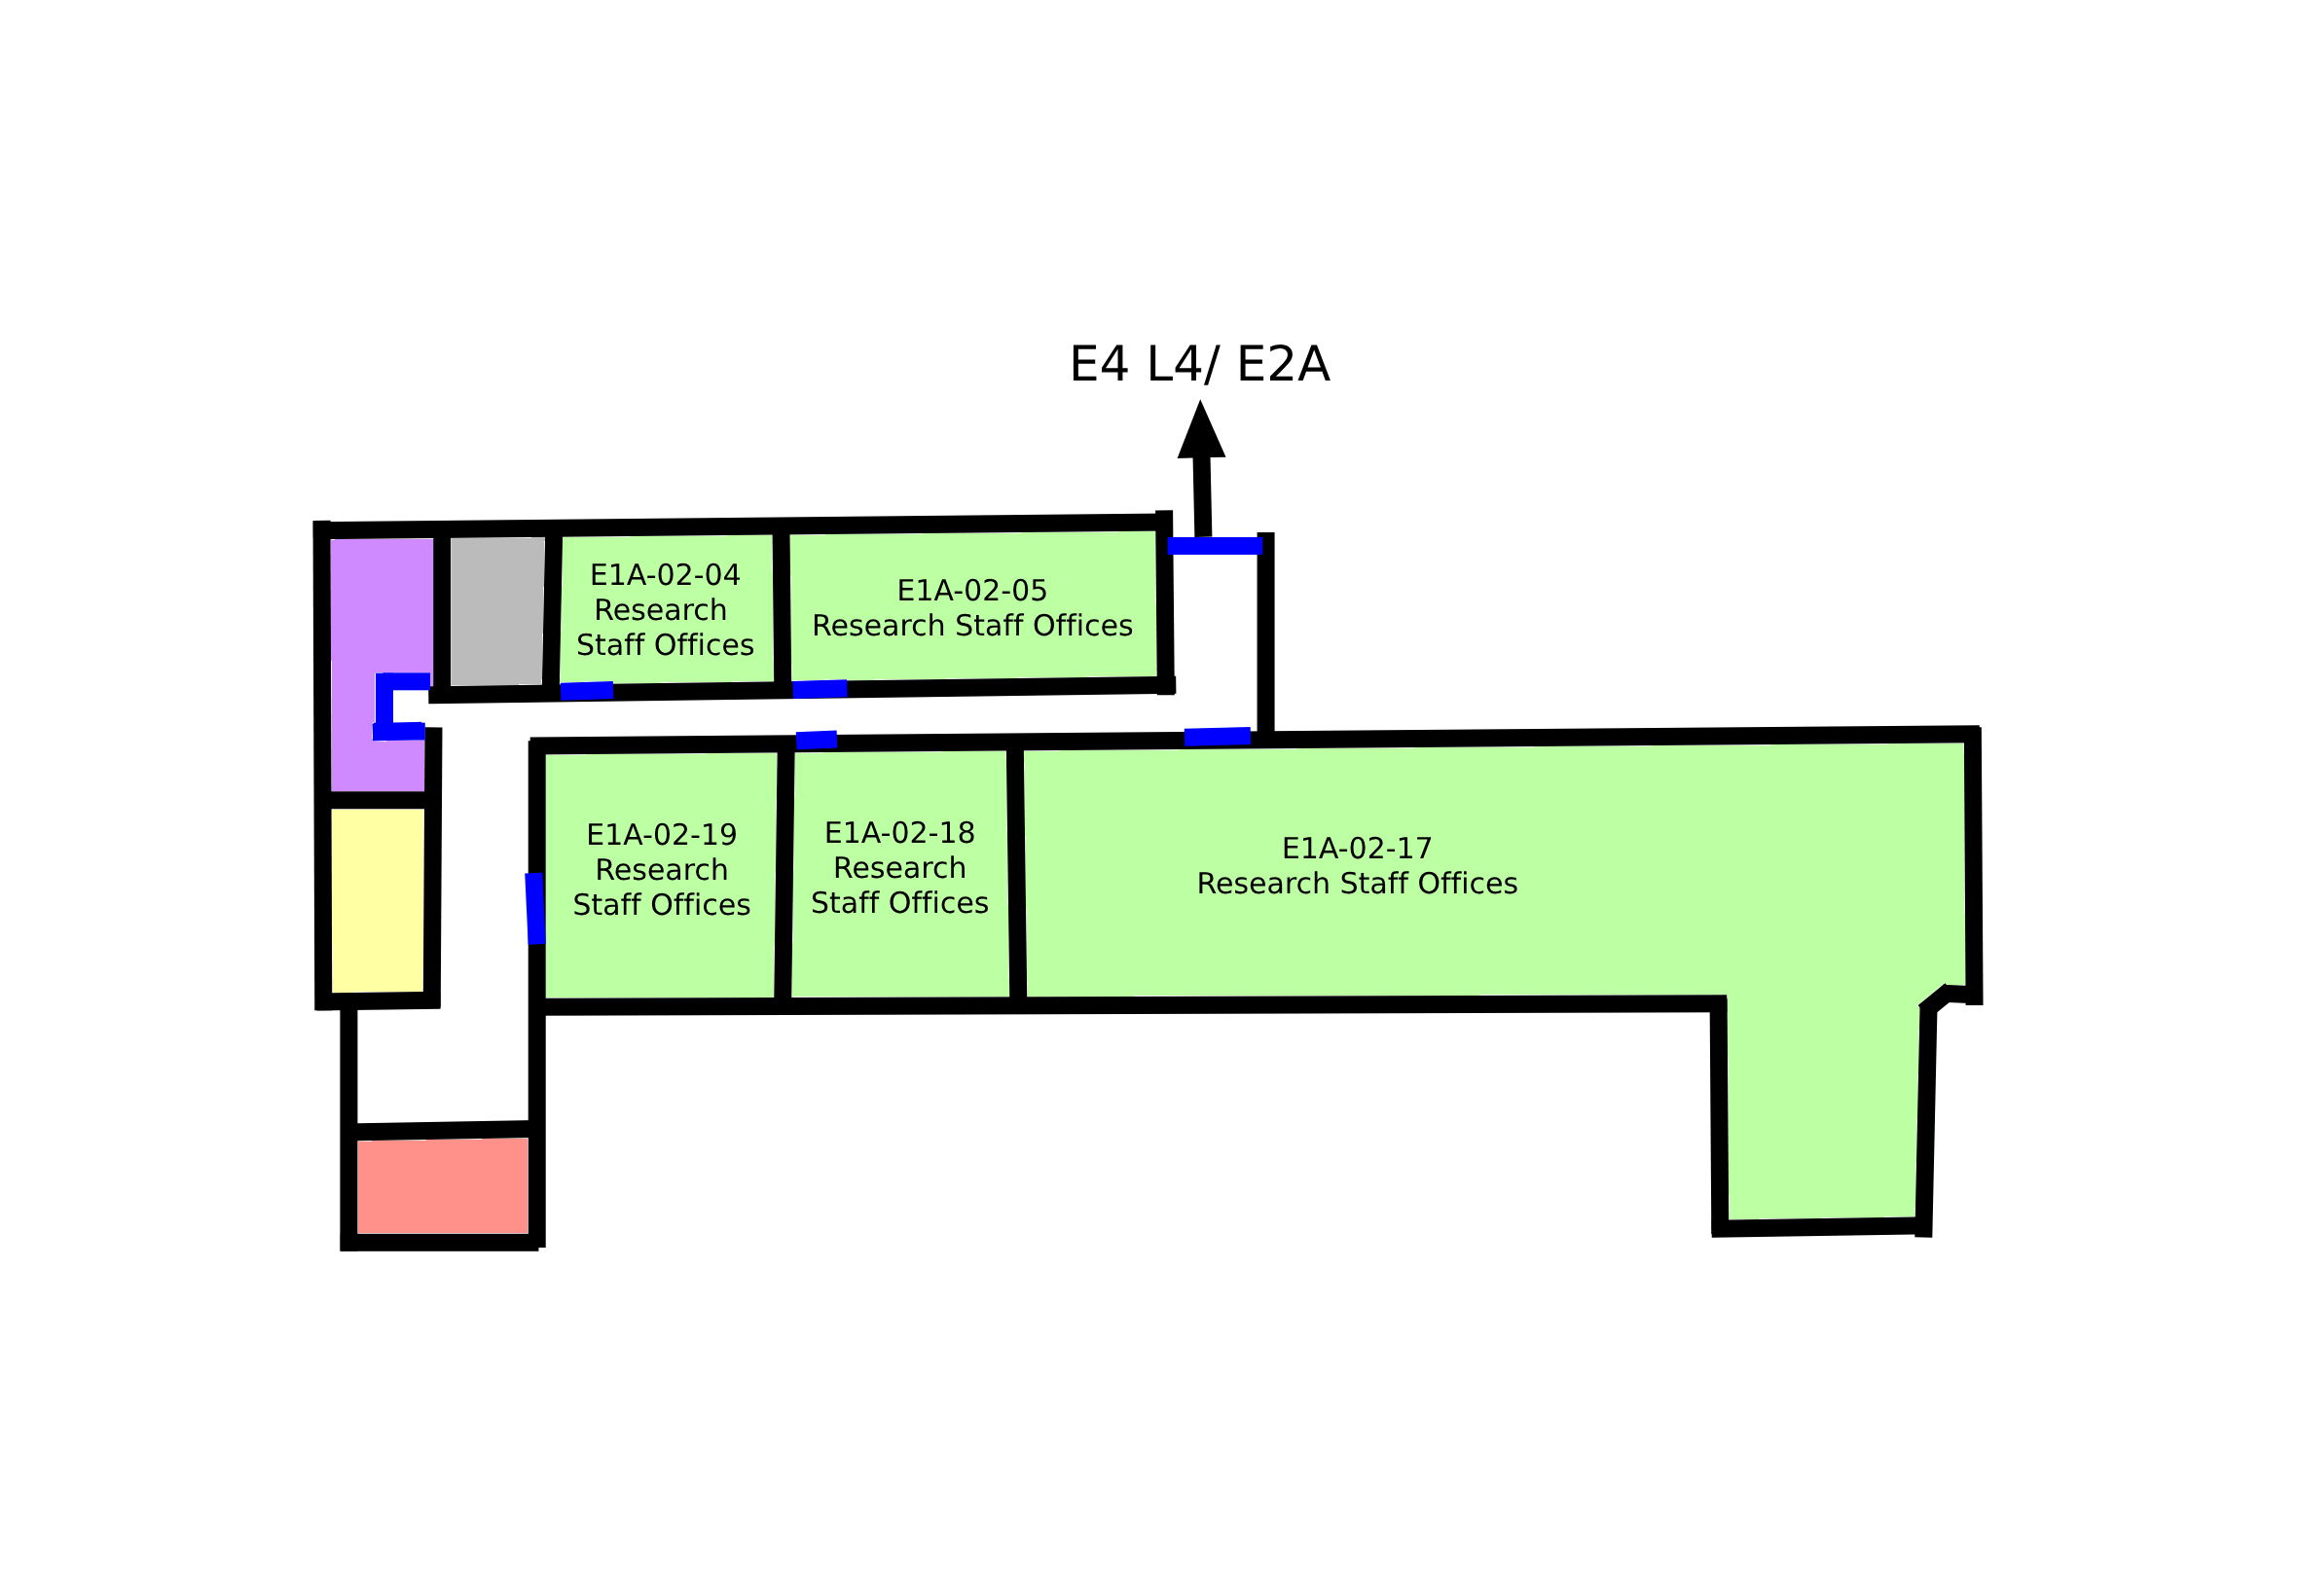 E4 L4/ E2A
E1A-02-04
Research
Staff Offices
E1A-02-05
Research Staff Offices
E1A-02-19
Research
Staff Offices
E1A-02-18
Research
Staff Offices
E1A-02-17
Research Staff Offices